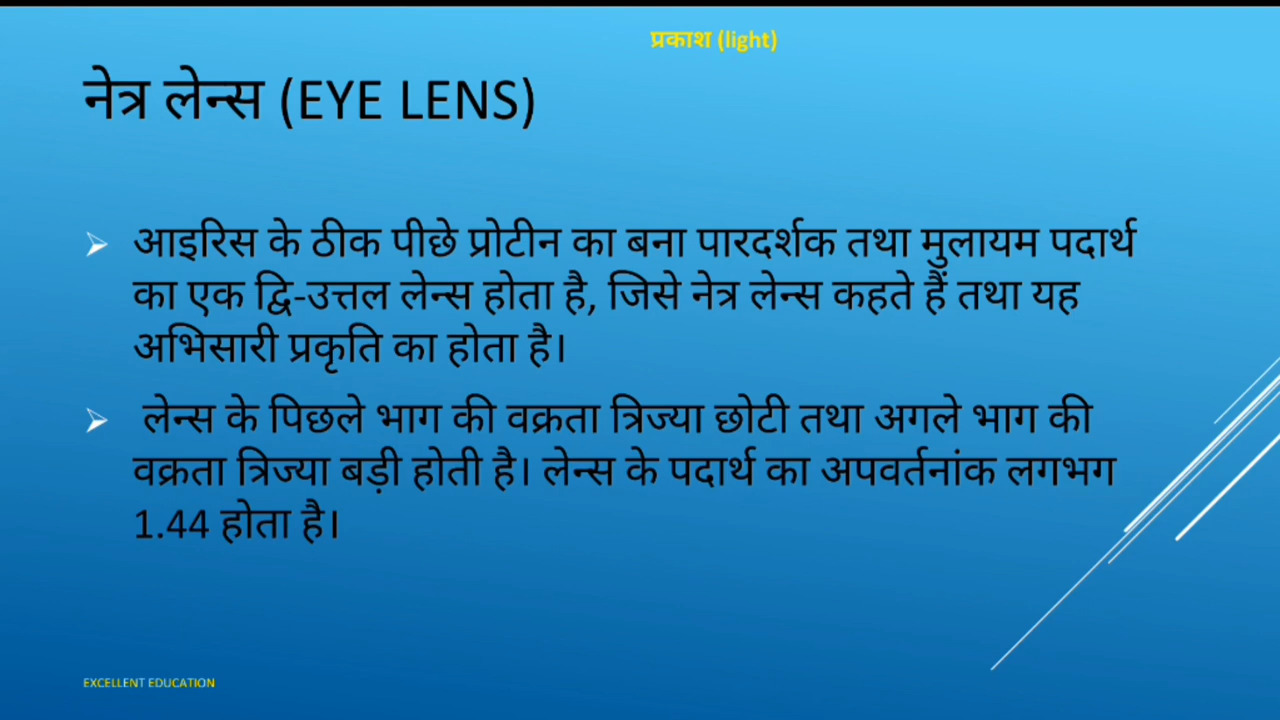 प्रकाश (light)
नेत्र लेन्स (EYE LENS)
आइरिस के ठीक पीछे प्रोटीन का बना पारदर्शक तथा मुलायम पदार्थ
का एक द्वि-उत्तल लेन्स होता है, जिसे नेत्र लेन्स कहते हैं तथा यह
अभिसारी प्रकृति का होता है।
लेन्स के पिछले भाग की वक्रता त्रिज्या छोटी तथा अगले भाग की
वक्रता त्रिज्या बड़ी होती है। लेन्स के पदार्थ का अपवर्तनांक लगभग
1.44 होता है।
EXCELLENT EDUCATION